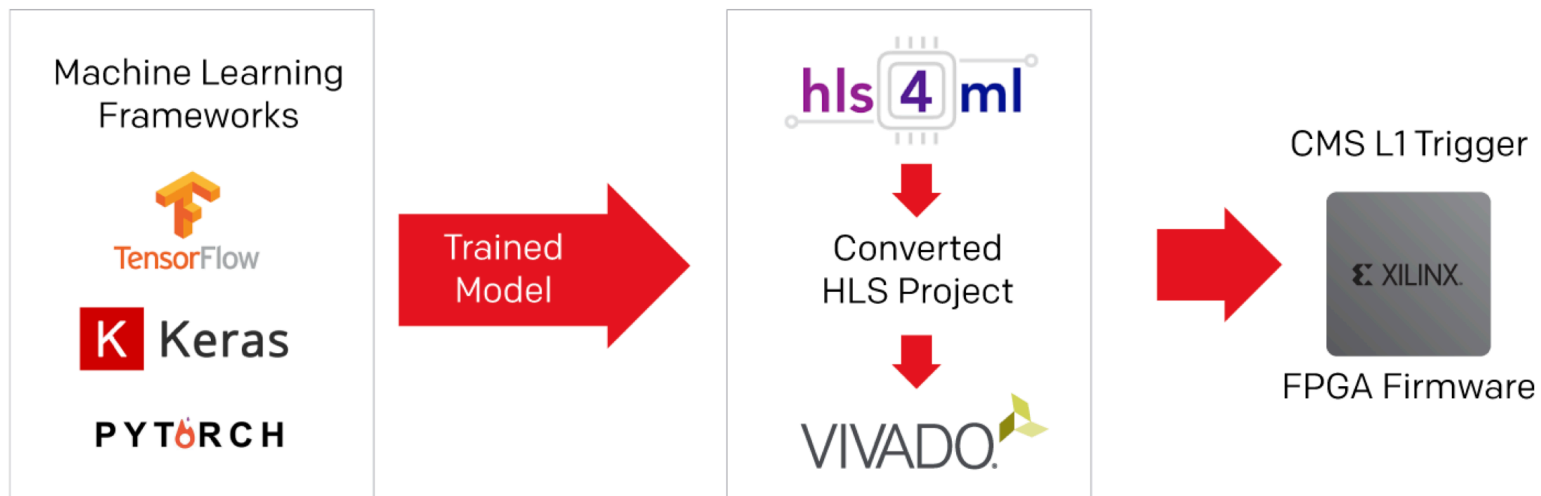 Machine Learning
Frameworks
TensorFlow
K Keras
PYTORCH
Trained
Model
hls 4 ml
Converted
HLS Project
VIVADO.
CMS L1 Trigger
XILINX.
FPGA Firmware